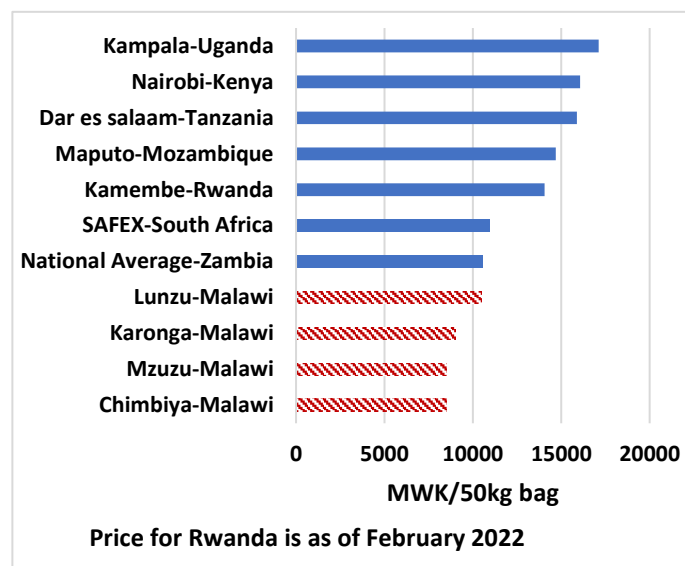 Kampala-Uganda
Nairobi-Kenya
Dar es salaam-Tanzania
Maputo-Mozambique
Kamembe-Rwanda
SAFEX-South Africa
National Average-Zambia
Lunzu-Malawi
Karonga-Malawi
Mzuzu-Malawi
Chimbiya-Malawi
0 5000 10000 15000 20000
MWK/50kg bag
Price for Rwanda is as of February 2022